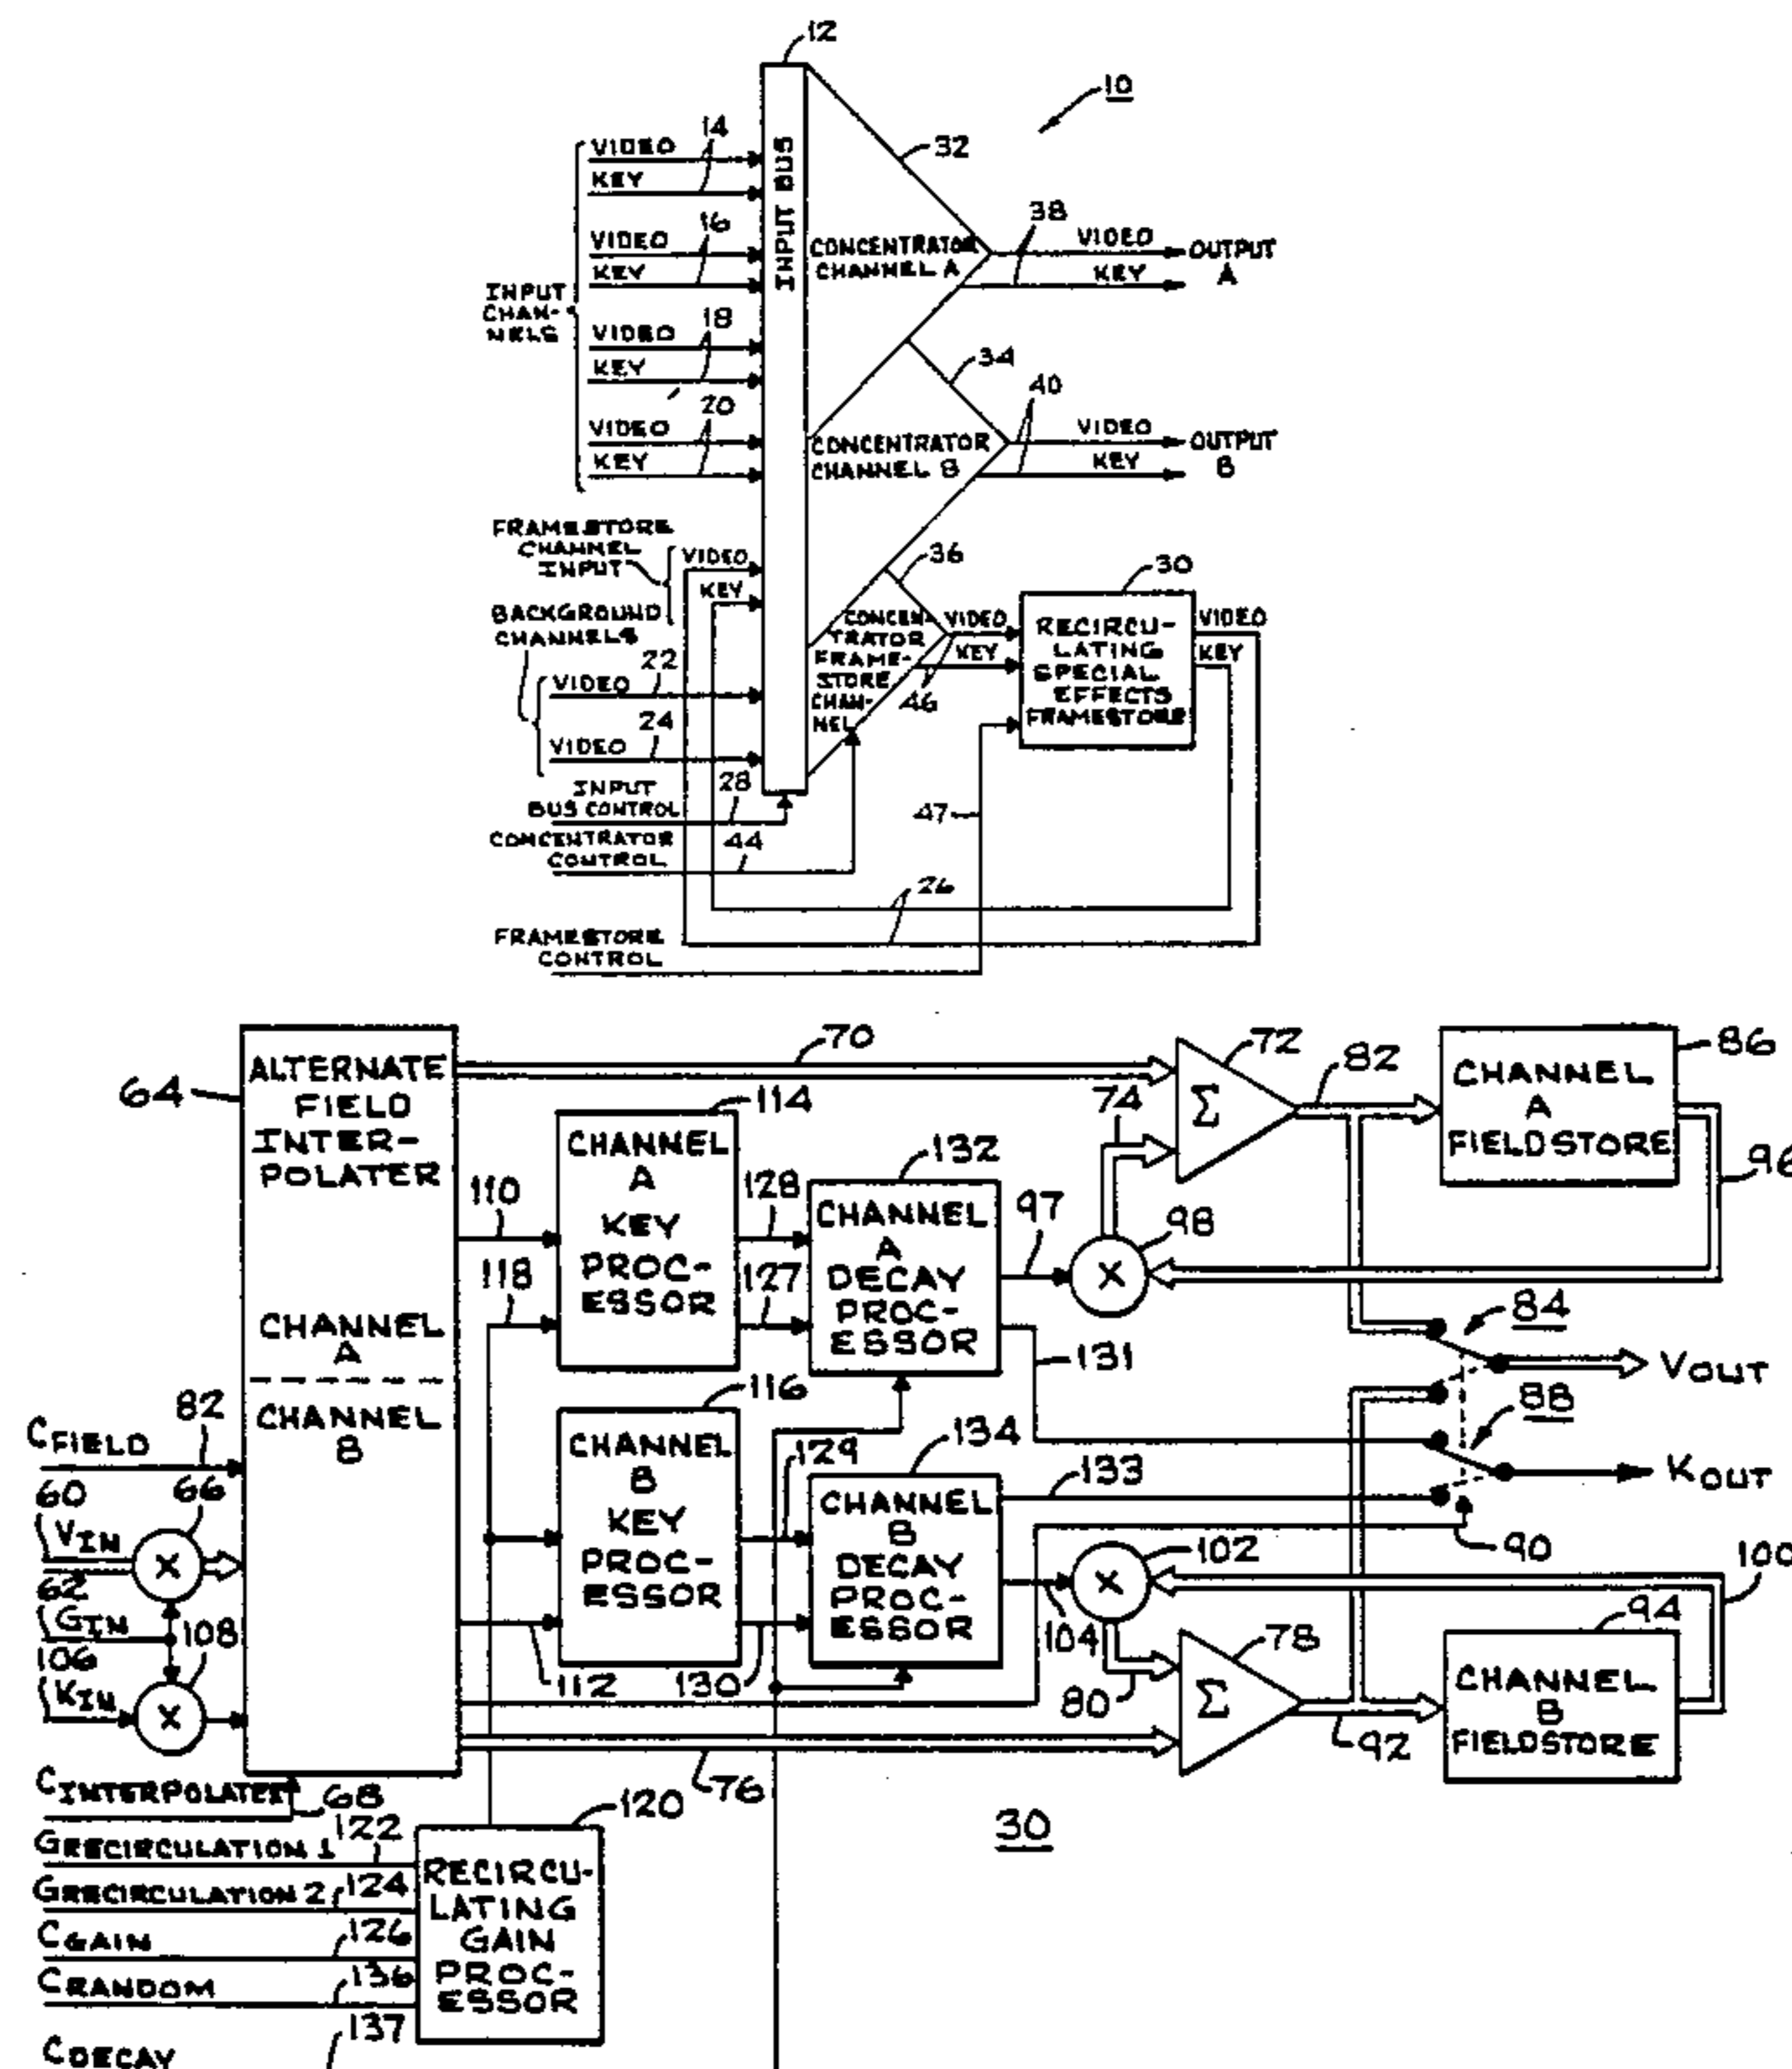 12
10
INPUT BUS
14
VIDEO
KEY
16
VIDEO
KEY
18
VIDEO
KEY
20
VIDEO
KEY
INPUT
CHAN-
NELS
32
CONCENTRATOR
CHANNEL A
38
VIDEO
KEY
OUTPUT
A
34
CONCENTRATOR
CHANNEL B
40
VIDEO
KEY
OUTPUT
B
FRAMESTORE
CHANNEL
INPUT
VIDEO
KEY
BACKGROUND
CHANNELS
22
VIDEO
24
VIDEO
36
CONCEN-
TRATOR
FRAME-
STORE
CHAN-
NEL
VIDEO
KEY
46
30
RECIRCU-
LATING
SPECIAL
EFFECTS
FRAMESTORE
VIDEO
KEY
INPUT
BUS CONTROL
28
CONCENTRATOR
CONTROL
44
47
26
FRAMESTORE
CONTROL
64
ALTERNATE
FIELD
INTER-
POLATER
CHANNEL
A
CHANNEL
B
70
72
Σ
74
82
86
CHANNEL
A
FIELDSTORE
96
110
118
114
CHANNEL
A
KEY
PROC-
ESSOR
128
127
132
CHANNEL
A
DECAY
PROC-
ESSOR
97
98
X
131
84
VOUT
88
KOUT
90
CFIELD
82
60
VIN
66
X
62
GIN
108
106
KIN
X
116
CHANNEL
B
KEY
PROC-
ESSOR
129
130
112
134
CHANNEL
B
DECAY
PROC-
ESSOR
133
104
102
X
80
78
Σ
92
94
CHANNEL
B
FIELDSTORE
100
76
CINTERPOLATER
68
GRECIRCULATION 1
122
GRECIRCULATION 2
124
CGAIN
126
CRANDOM
136
CDECAY
137
120
RECIRCU-
LATING
GAIN
PROC-
ESSOR
30